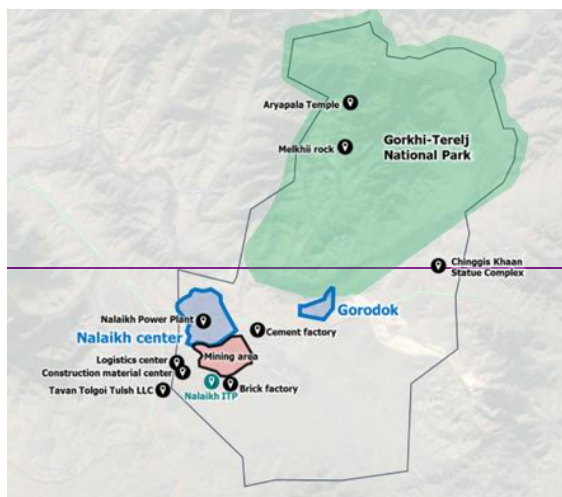 Aryapala Temple
Melkhii rock
Gorkhi-Terelj
National Park
Chinggis Khaan
Statue Complex
Gorodok
Nalaikh Power Plant
Nalaikh center
Cement factory
Mining area
Logistics center
Construction material center
Tavan Tolgoi Tulsh LLC
Nalaikh ITP
Brick factory